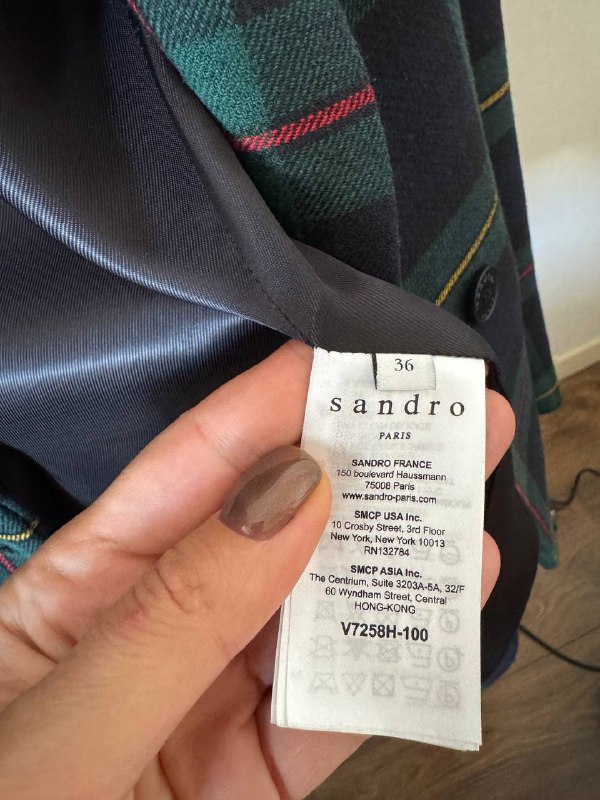 36
sandro
PARIS
SANDRO FRANCE
150 boulevard Haussmann
75008 Paris
www.sandro-paris.com
SMCP USA Inc.
10 Crosby Street, 3rd Floor
New York, New York 10013
RN132784
SMCP ASIA Inc.
The Centrium, Suite 3203A-5A, 32/F
60 Wyndham Street, Central
HONG-KONG
V7258H-100